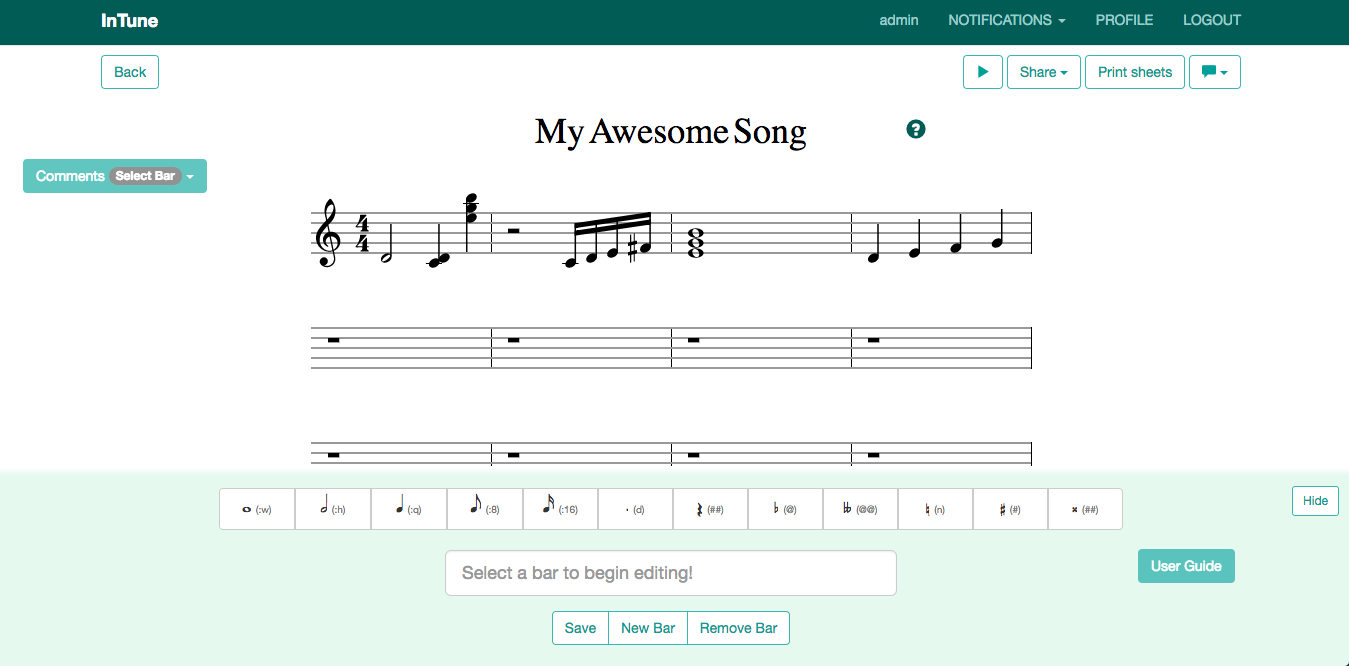 InTune admin NOTIFICATIONS PROFILE LOGOUT
Back Share Print sheets
My Awesome Song ?
Comments Select Bar
4
4
(:w) (:h) (:q) (:8) (:16) (d) (##) (@) (@@) (n) (#) (##) Hide
Select a bar to begin editing!
User Guide
Save New Bar Remove Bar